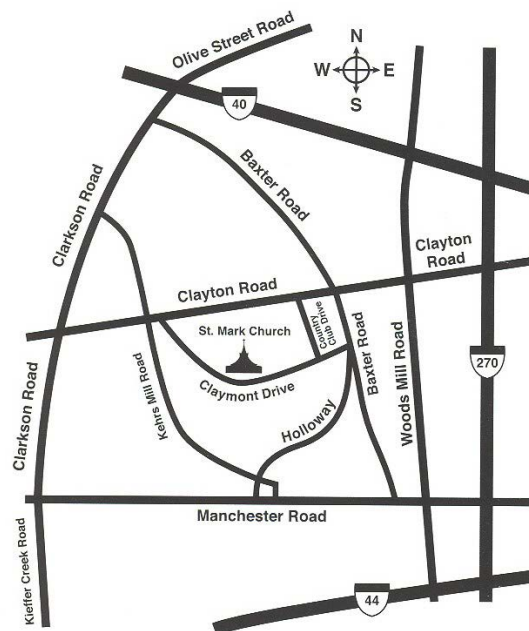 Olive Street Road
N
W
E
S
40
Clarkson Road
Baxter Road
Clayton
Road
Clayton Road
St. Mark Church
Country
Club Drive
Baxter Road
Woods Mill Road
270
Kehrs Mill Road
Claymont Drive
Holloway
Clarkson Road
Manchester Road
Kieffer Creek Road
44